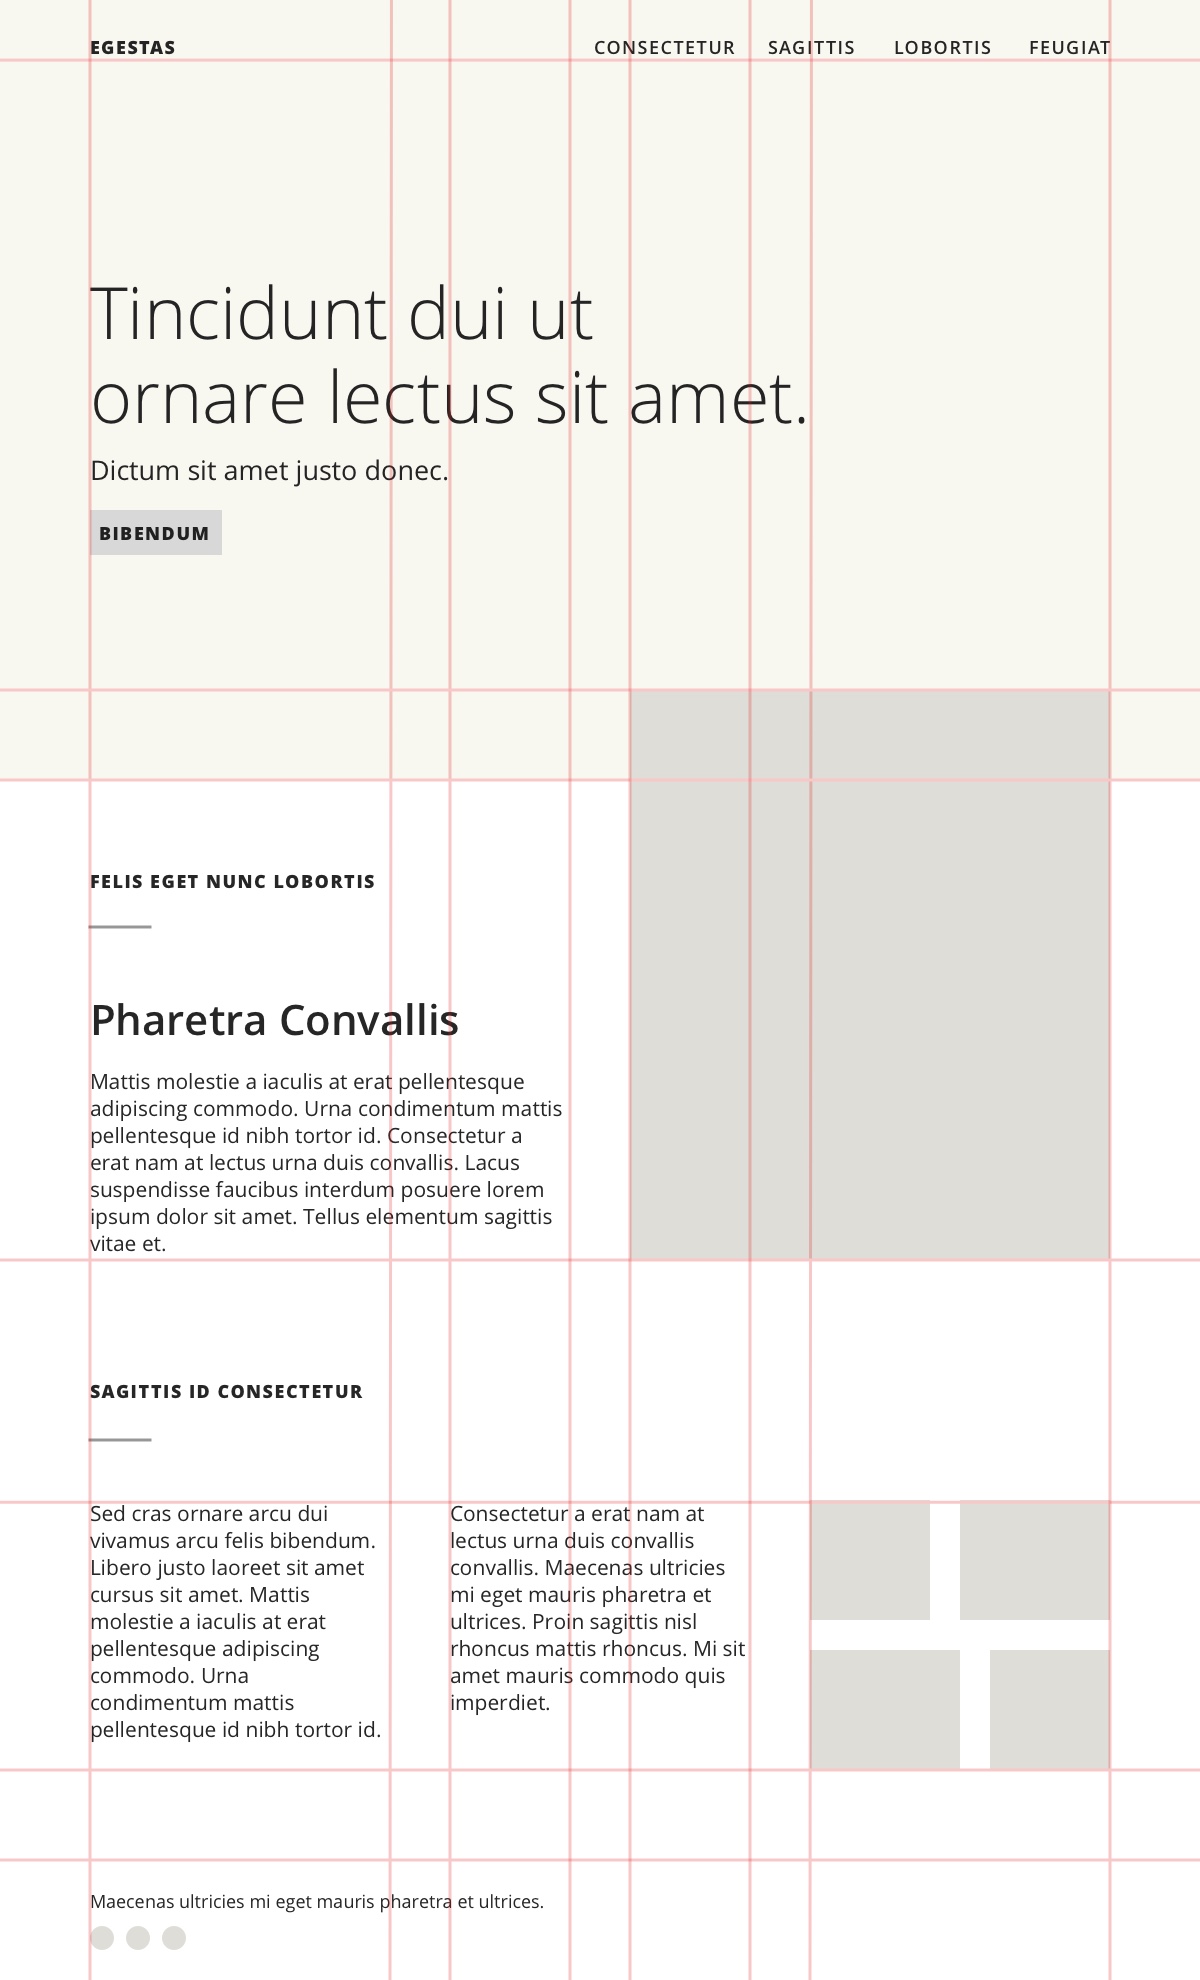 EGESTAS CONSECTETUR SAGITTIS LOBORTIS FEUGIAT
Tincidunt dui ut
ornare lectus sit amet.
Dictum sit amet justo donec.
BIBENDUM
FELIS EGET NUNC LOBORTIS
Pharetra Convallis
Mattis molestie a iaculis at erat pellentesque
adipiscing commodo. Urna condimentum mattis
pellentesque id nibh tortor id. Consectetur a
erat nam at lectus urna duis convallis. Lacus
suspendisse faucibus interdum posuere lorem
ipsum dolor sit amet. Tellus elementum sagittis
vitae et.
SAGITTIS ID CONSECTETUR
Sed cras ornare arcu dui
vivamus arcu felis bibendum.
Libero justo laoreet sit amet
cursus sit amet. Mattis
molestie a iaculis at erat
pellentesque adipiscing
commodo. Urna
condimentum mattis
pellentesque id nibh tortor id.
Consectetur a erat nam at
lectus urna duis convallis
convallis. Maecenas ultricies
mi eget mauris pharetra et
ultrices. Proin sagittis nisl
rhoncus mattis rhoncus. Mi sit
amet mauris commodo quis
imperdiet.
Maecenas ultricies mi eget mauris pharetra et ultrices.